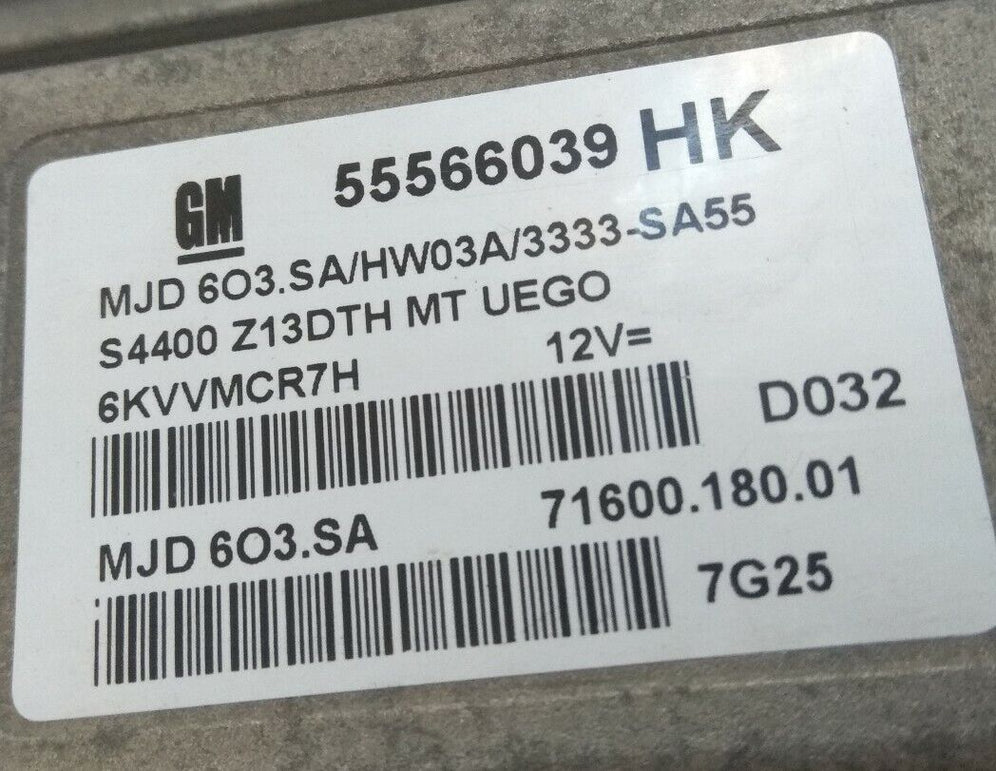 GM 55566039 HK
MJD 6O3.SA/HW03A/3333-SA55
S4400 Z13DTH MT UEGO
6KVVMCR7H 12V=
D032
MJD 6O3.SA 71600.180.01
7G25